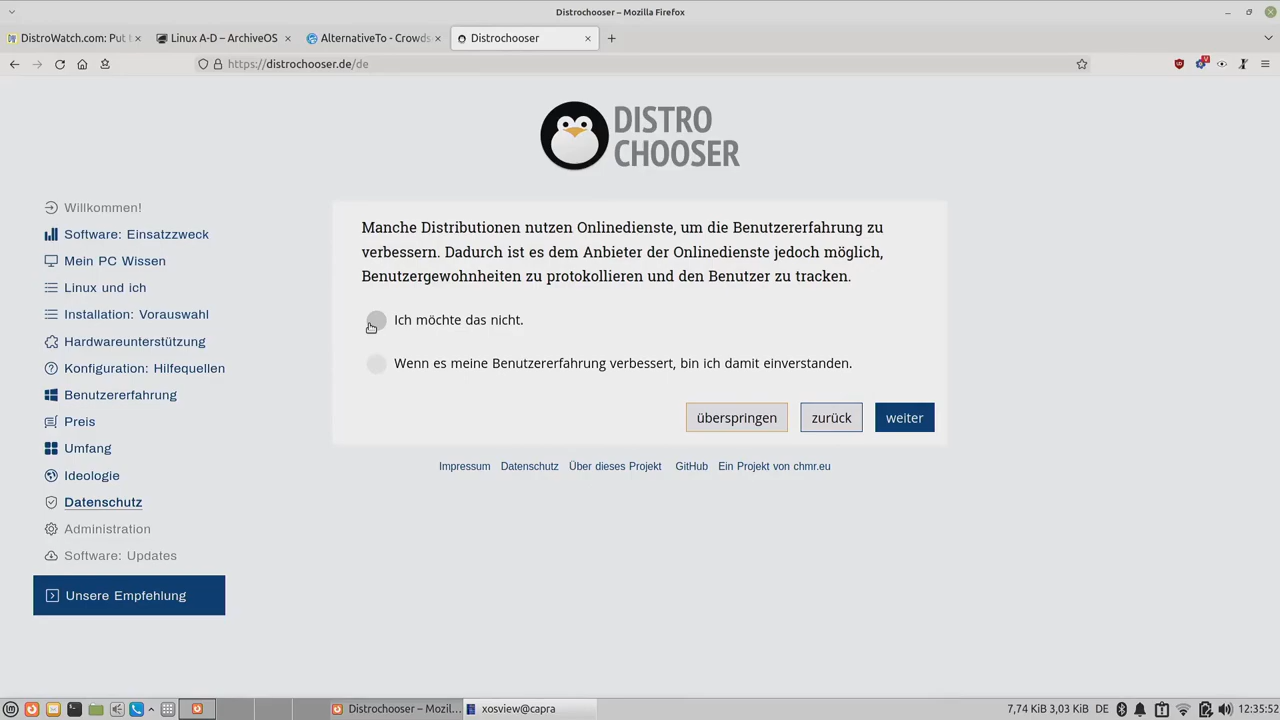 Distrochooser – Mozilla Firefox
DistroWatch.com: Put t
Linux A-D – ArchiveOS
AlternativeTo - Crowds
Distrochooser
https://distrochooser.de/de
DISTRO
CHOOSER
Willkommen!
Software: Einsatzzweck
Mein PC Wissen
Linux und ich
Installation: Vorauswahl
Hardwareunterstützung
Konfiguration: Hilfequellen
Benutzererfahrung
Preis
Umfang
Ideologie
Datenschutz
Administration
Software: Updates
Unsere Empfehlung
Manche Distributionen nutzen Onlinedienste, um die Benutzererfahrung zu
verbessern. Dadurch ist es dem Anbieter der Onlinedienste jedoch möglich,
Benutzergewohnheiten zu protokollieren und den Benutzer zu tracken.
Ich möchte das nicht.
Wenn es meine Benutzererfahrung verbessert, bin ich damit einverstanden.
überspringen zurück weiter
Impressum Datenschutz Über dieses Projekt GitHub Ein Projekt von chmr.eu
Distrochooser – Mozil...
xosview@capra
7,74 KiB 3,03 KiB DE 12:35:52